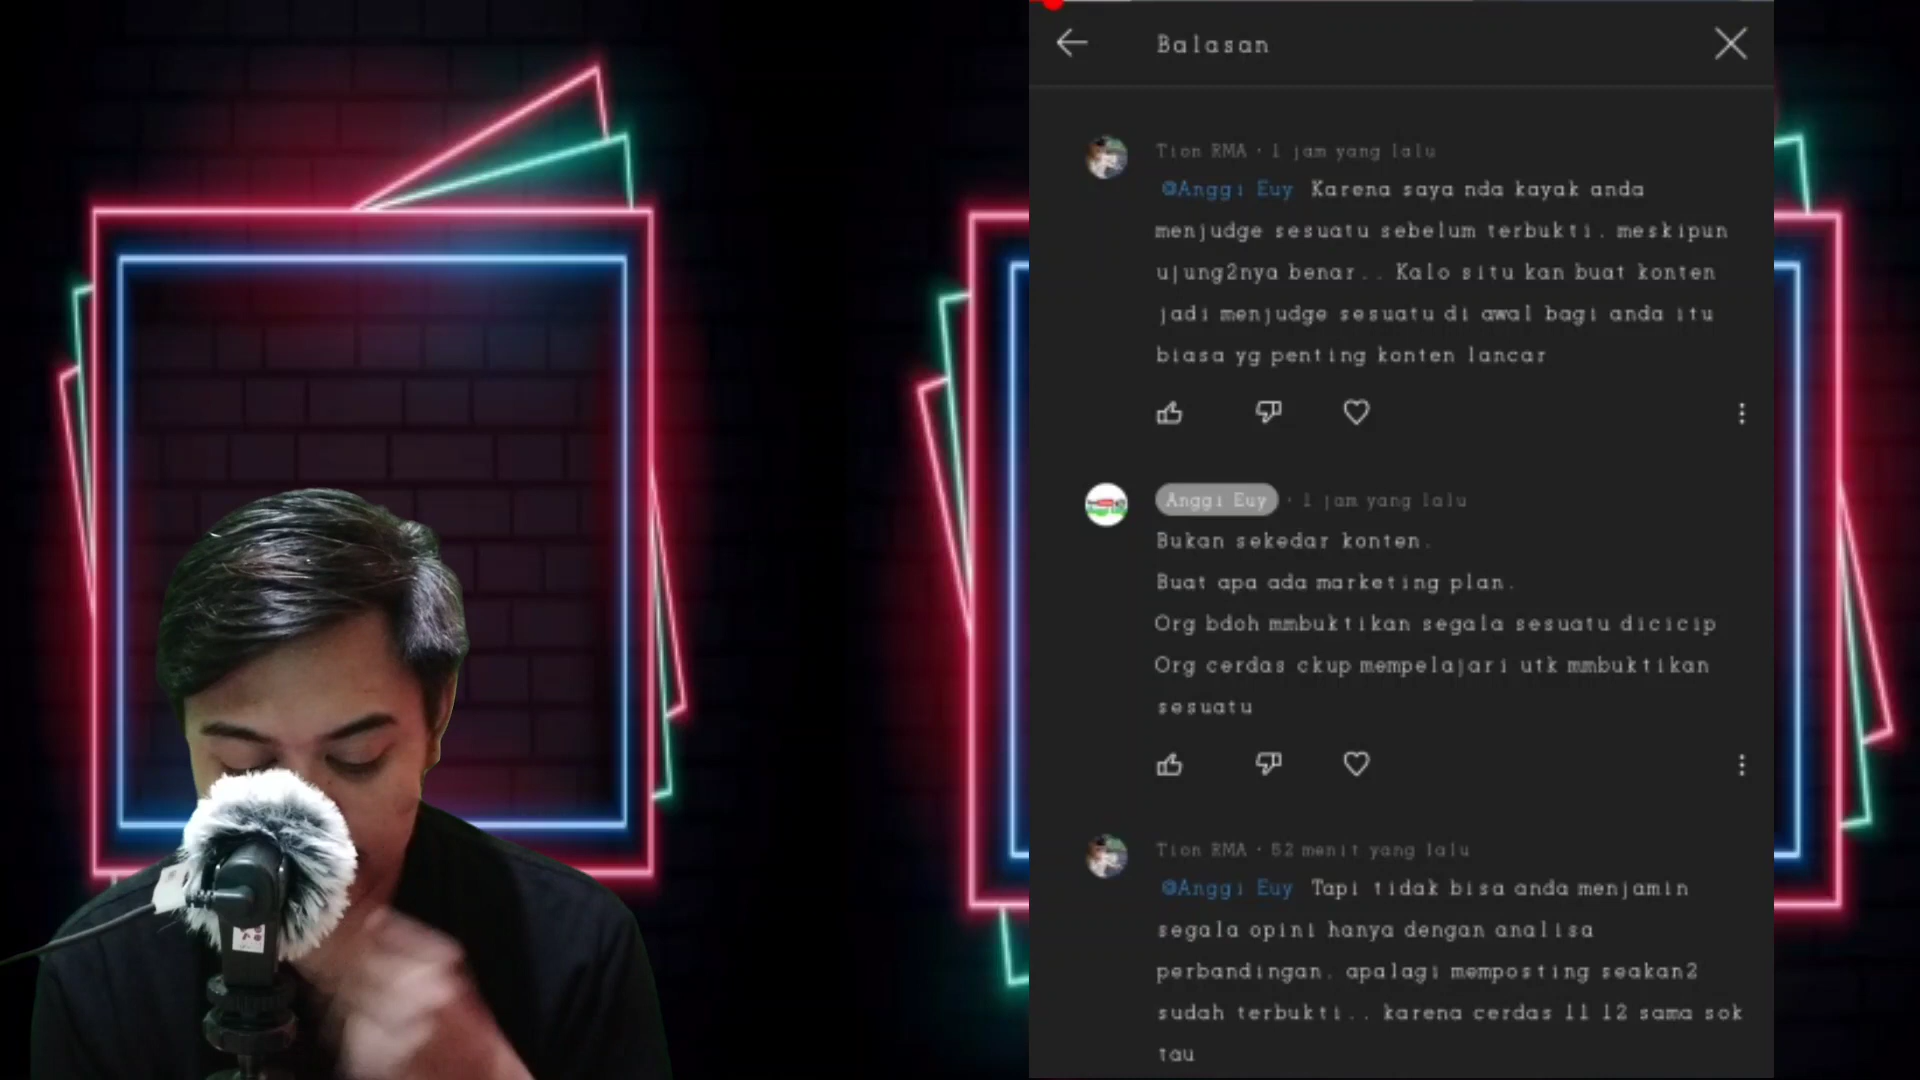 Balasan
Tion RMA · 1 jam yang lalu
@Anggi Euy Karena saya nda kayak anda
menjudge sesuatu sebelum terbukti. meskipun
ujung2nya benar.. Kalo situ kan buat konten
jadi menjudge sesuatu di awal bagi anda itu
biasa yg penting konten lancar
Anggi Euy · 1 jam yang lalu
Bukan sekedar konten.
Buat apa ada marketing plan.
Org bdoh mmbuktikan segala sesuatu dicicip
Org cerdas ckup mempelajari utk mmbuktikan
sesuatu
Tion RMA · 52 menit yang lalu
@Anggi Euy Tapi tidak bisa anda menjamin
segala opini hanya dengan analisa
perbandingan. apalagi memposting seakan2
sudah terbukti.. karena cerdas 11 12 sama sok
tau